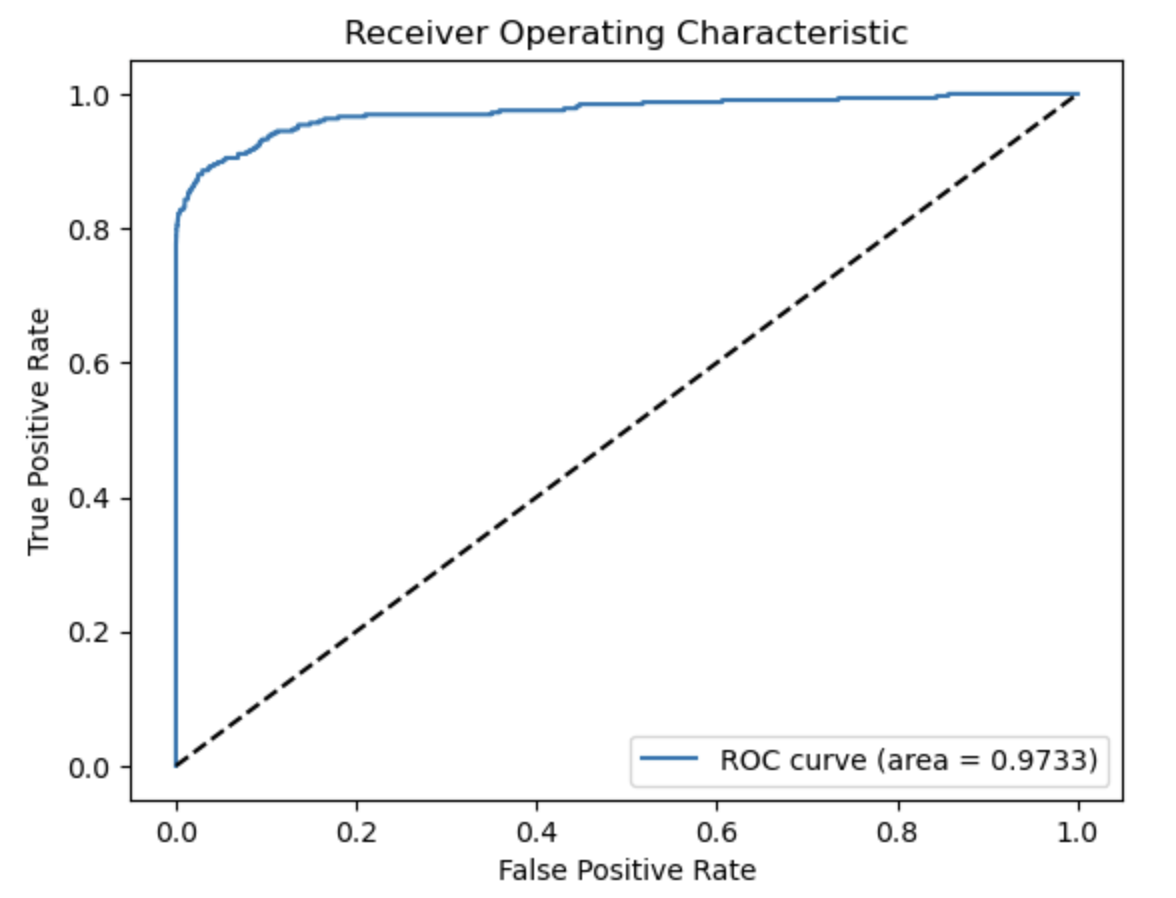 Receiver Operating Characteristic
1.0
0.8
0.6
0.4
0.2
0.0
True Positive Rate
ROC curve (area = 0.9733)
0.0 0.2 0.4 0.6 0.8 1.0
False Positive Rate